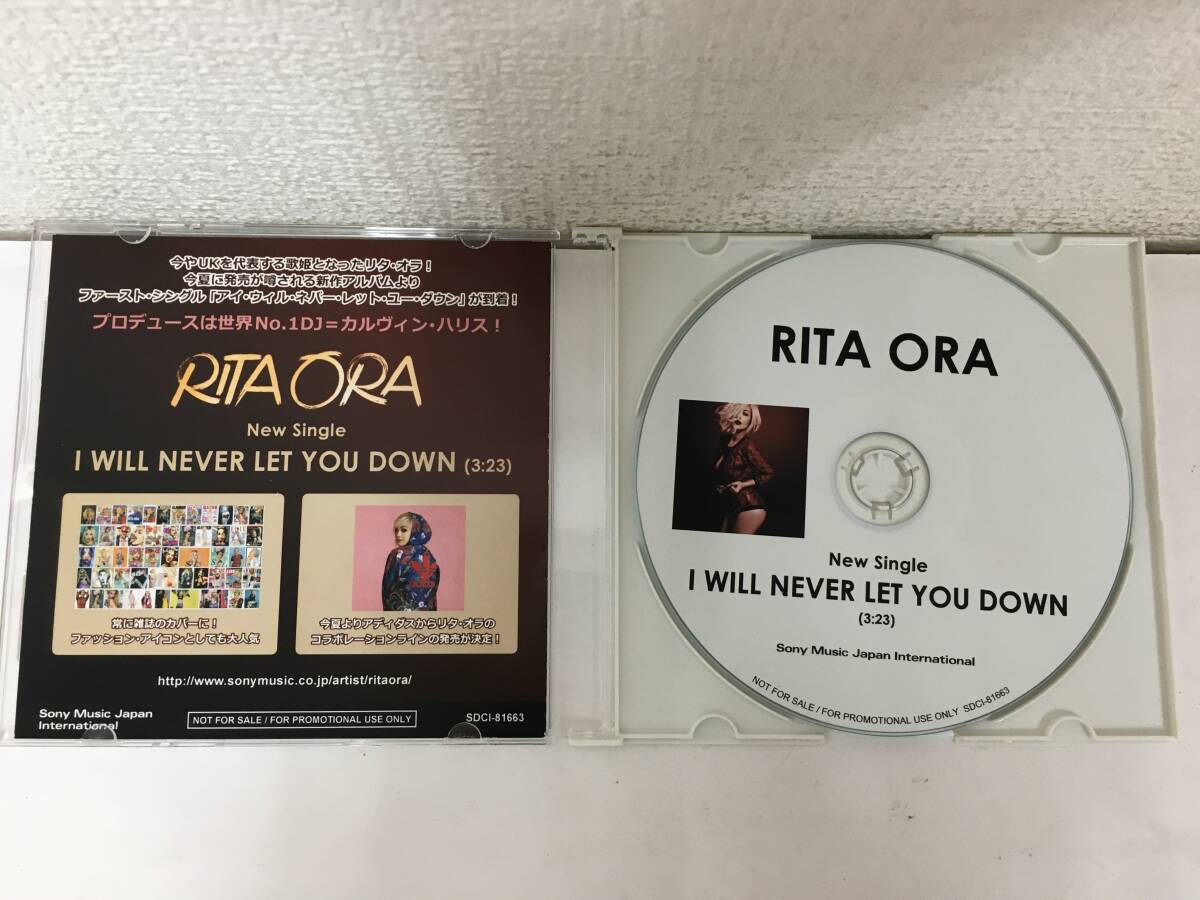 今やUKを代表する歌姫となったリタ・オラ！
今夏に発売が噂される新作アルバムより
ファースト・シングル「アイ・ウィル・ネバー・レット・ユー・ダウン」が到着！
プロデュースは世界No.1DJ=カルヴィン・ハリス！
RITA ORA
New Single
I WILL NEVER LET YOU DOWN (3:23)
常に雑誌のカバーに！
ファッション・アイコンとしても大人気
今夏よりアディダスからリタ・オラの
コラボレーションラインの発売が決定！
http://www.sonymusic.co.jp/artist/ritaora/
Sony Music Japan
International
NOT FOR SALE / FOR PROMOTIONAL USE ONLY
SDCI-81663
RITA ORA
New Single
I WILL NEVER LET YOU DOWN
(3:23)
Sony Music Japan International
NOT FOR SALE / FOR PROMOTIONAL USE ONLY SDCI-81663